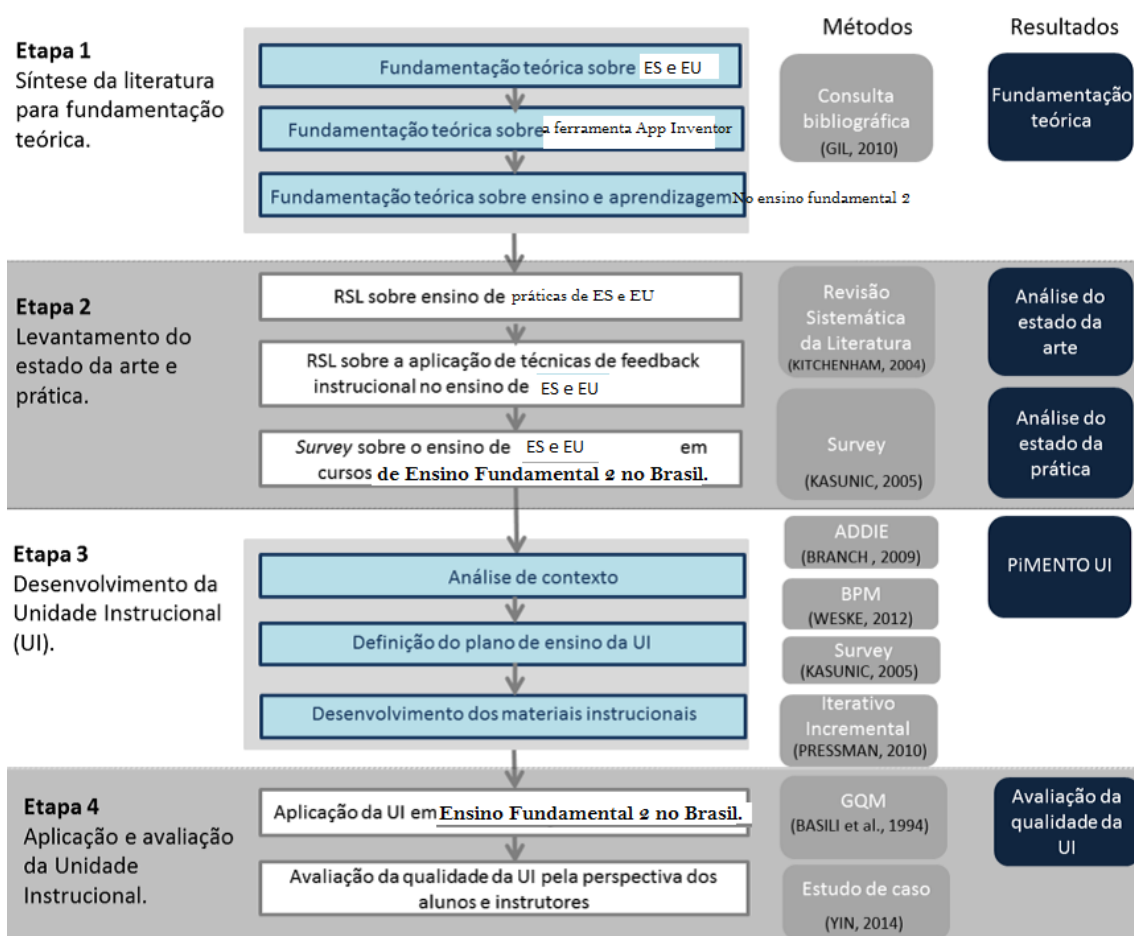 Métodos
Resultados
Etapa 1
Síntese da literatura
para fundamentação
teórica.
Fundamentação teórica sobre ES e EU
Fundamentação teórica sobre a ferramenta App Inventor
Fundamentação teórica sobre ensino e aprendizagem No ensino fundamental 2
Consulta
bibliográfica
(GIL, 2010)
Fundamentação
teórica
Etapa 2
Levantamento do
estado da arte e
prática.
RSL sobre ensino de práticas de ES e EU
RSL sobre a aplicação de técnicas de feedback
instrucional no ensino de ES e EU
Survey sobre o ensino de ES e EU em
cursos de Ensino Fundamental 2 no Brasil.
Revisão
Sistemática
da Literatura
(KITCHENHAM, 2004)
Survey
(KASUNIC, 2005)
Análise do
estado da
arte
Análise do
estado da
prática
Etapa 3
Desenvolvimento da
Unidade Instrucional
(UI).
Análise de contexto
Definição do plano de ensino da UI
Desenvolvimento dos materiais instrucionais
ADDIE
(BRANCH , 2009)
BPM
(WESKE, 2012)
Survey
(KASUNIC, 2005)
Iterativo
Incremental
(PRESSMAN, 2010)
PiMENTO UI
Etapa 4
Aplicação e avaliação
da Unidade
Instrucional.
Aplicação da UI em Ensino Fundamental 2 no Brasil.
Avaliação da qualidade da UI pela perspectiva dos
alunos e instrutores
GQM
(BASILI et al., 1994)
Estudo de caso
(YIN, 2014)
Avaliação da
qualidade da
UI